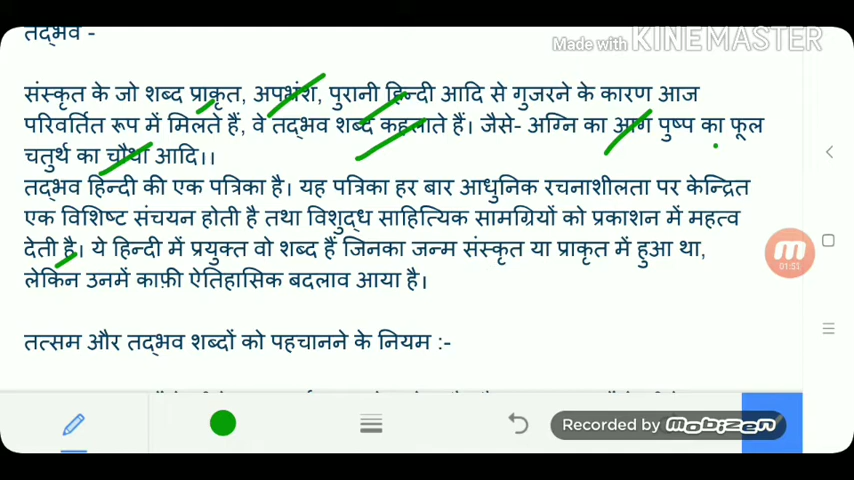 तद्भव -
Made with KINEMASTER
संस्कृत के जो शब्द प्राकृत, अपभ्रंश, पुरानी हिन्दी आदि से गुजरने के कारण आज
परिवर्तित रूप में मिलते हैं, वे तद्भव शब्द कहलाते हैं। जैसे- अग्नि का आग पुष्प का फूल
चतुर्थ का चौथा आदि।।
तद्भव हिन्दी की एक पत्रिका है। यह पत्रिका हर बार आधुनिक रचनाशीलता पर केन्द्रित
एक विशिष्ट संचयन होती है तथा विशुद्ध साहित्यिक सामग्रियों को प्रकाशन में महत्व
देती है। ये हिन्दी में प्रयुक्त वो शब्द हैं जिनका जन्म संस्कृत या प्राकृत में हुआ था,
लेकिन उनमें काफ़ी ऐतिहासिक बदलाव आया है।
01:51
तत्सम और तद्भव शब्दों को पहचानने के नियम :-
Recorded by mobizen